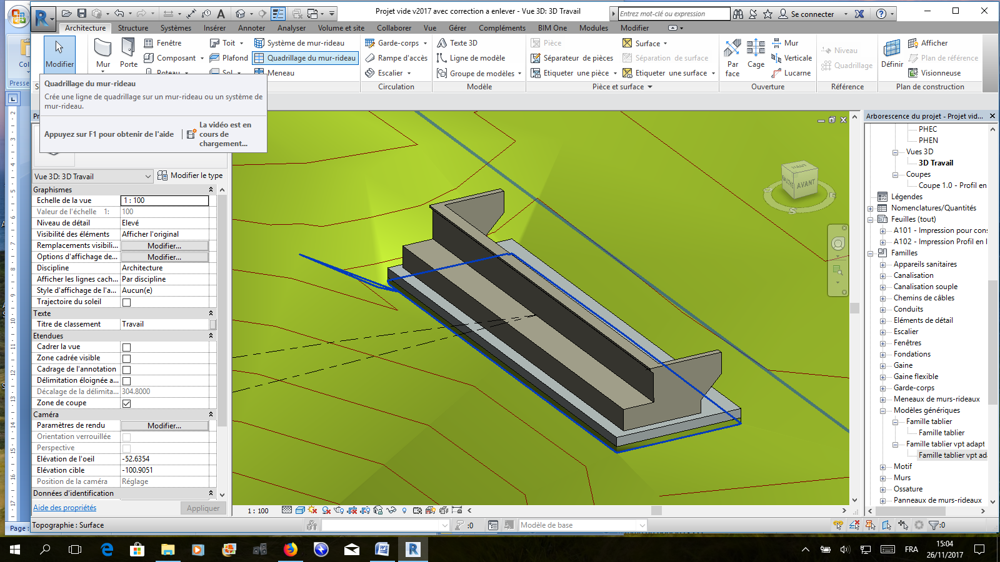 Projet vide v2017 avec correction a enlever - Vue 3D: 3D Travail
Entrez mot-clé ou expression
Se connecter
Architecture Structure Systèmes Insérer Annoter Analyser Volume et site Collaborer Vue Gérer Compléments BIM One Modules Modifier
Modifier
Mur
Porte
Fenêtre
Composant
Poteau
Toit
Plafond
Sol
Système de mur-rideau
Quadrillage du mur-rideau
Meneau
Garde-corps
Rampe d'accès
Escalier
Circulation
Texte 3D
Ligne de modèle
Groupe de modèles
Modèle
Pièce
Séparateur de pièces
Etiqueter une pièce
Surface
Séparation de surface
Etiqueter une surface
Pièce et surface
Par face
Cage
Mur
Verticale
Lucarne
Ouverture
Niveau
Quadrillage
Référence
Définir
Afficher
Plan de référence
Visionneuse
Plan de construction
Col
Presse
Quadrillage du mur-rideau
Crée une ligne de quadrillage sur un mur-rideau ou un système de
mur-rideau.
Appuyez sur F1 pour obtenir de l'aide
La vidéo est en
cours de
chargement...
Vue 3D: 3D Travail
Modifier le type
Graphismes
Echelle de la vue 1 : 100
Valeur de l'échelle 1: 100
Niveau de détail Elevé
Visibilité des éléments Afficher l'original
Remplacements visibili... Modifier...
Options d'affichage de... Modifier...
Discipline Architecture
Afficher les lignes cach... Par discipline
Style d'affichage de l'a... Aucun(e)
Trajectoire du soleil
Texte
Titre de classement Travail
Etendues
Cadrer la vue
Zone cadrée visible
Cadrage de l'annotation
Délimitation éloignée a...
Décalage de la délimita... 304.8000
Zone de coupe
Caméra
Paramètres de rendu Modifier...
Orientation verrouillée
Perspective
Elévation de l'oeil -52.6354
Elévation cible -100.9051
Position de la caméra Réglage
Données d'identification
Aide des propriétés
Appliquer
HAUT
AVANT
1 : 100
Arborescence du projet - Projet vid...
PHEC
PHEN
Vues 3D
3D Travail
Coupes
Coupe 1.0 - Profil en
Légendes
Nomenclatures/Quantités
Feuilles (tout)
A101 - Impression pour con
A102 - Impression Profil en l
Familles
Appareils sanitaires
Canalisation
Canalisation souple
Chemins de câbles
Conduits
Eléments de détail
Escalier
Fenêtres
Fondations
Gaine
Gaine flexible
Garde-corps
Meneaux de murs-rideaux
Modèles génériques
Famille tablier
Famille tablier
Famille tablier vpt adapt
Famille tablier vpt ad
Motif
Murs
Ossature
Panneaux de murs-rideaux
Topographie : Surface
:0
Modèle de base
:0
Page :
FRA
15:04
26/11/2017